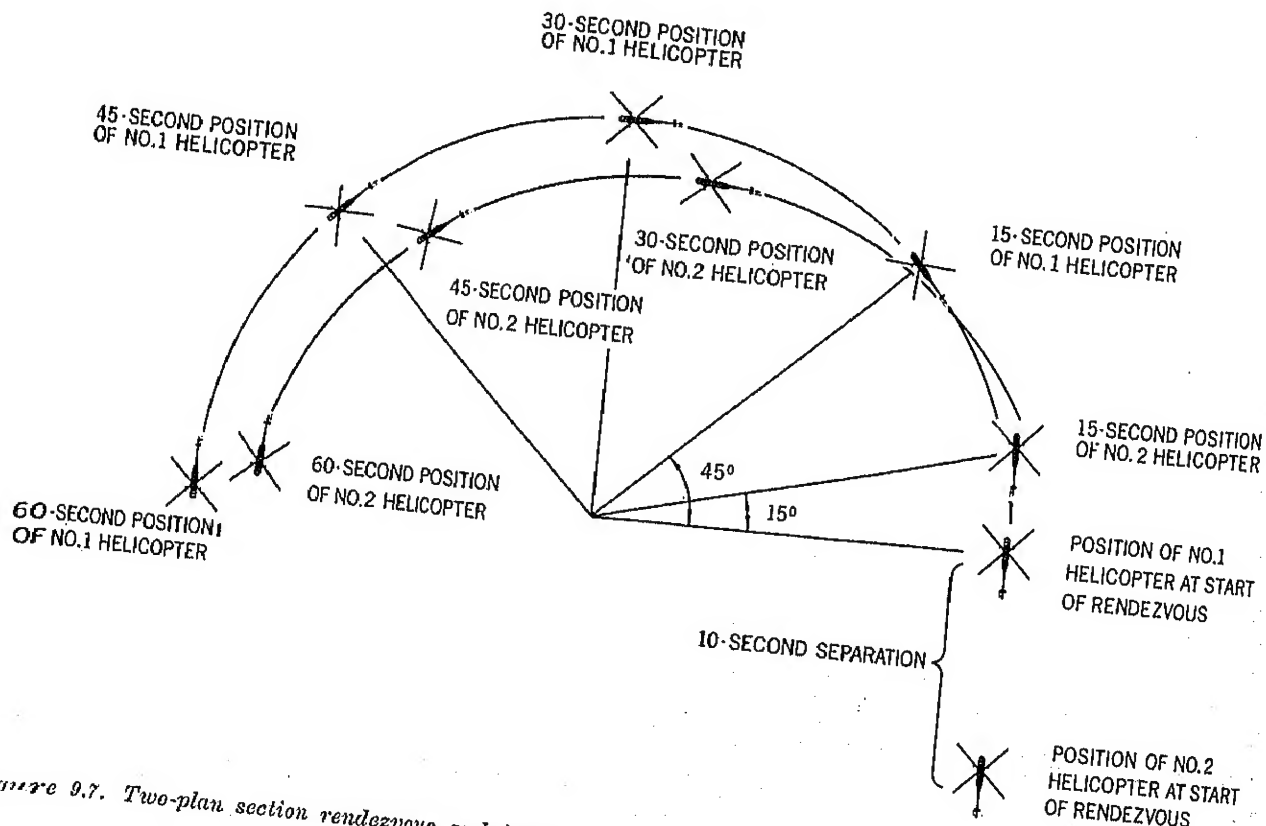 30-SECOND POSITION
OF NO.1 HELICOPTER
45-SECOND POSITION
OF NO.1 HELICOPTER
15-SECOND POSITION
OF NO.1 HELICOPTER
30-SECOND POSITION
OF NO.2 HELICOPTER
45-SECOND POSITION
OF NO.2 HELICOPTER
15-SECOND POSITION
OF NO.2 HELICOPTER
60-SECOND POSITION
OF NO.2 HELICOPTER
60-SECOND POSITION
OF NO.1 HELICOPTER
45°
15°
POSITION OF NO.1
HELICOPTER AT START
OF RENDEZVOUS
10-SECOND SEPARATION
POSITION OF NO.2
HELICOPTER AT START
OF RENDEZVOUS
9.7. Two-plan section rendezvous